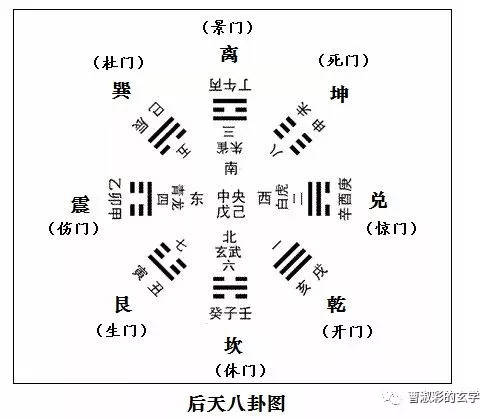 (景门)
离
(杜门)
(死门)
巽
丁午丙
坤
巳
未
辰
申
五
三
八
朱雀
南
震
甲卯乙
四
青龙
东
中央
戊己
西
白虎
二
辛酉庚
兑
(伤门)
(惊门)
北
玄武
六
七
一
寅
丑
亥
戌
癸子壬
艮
乾
(生门)
(开门)
坎
(休门)
后天八卦图
曹淑彩的玄学